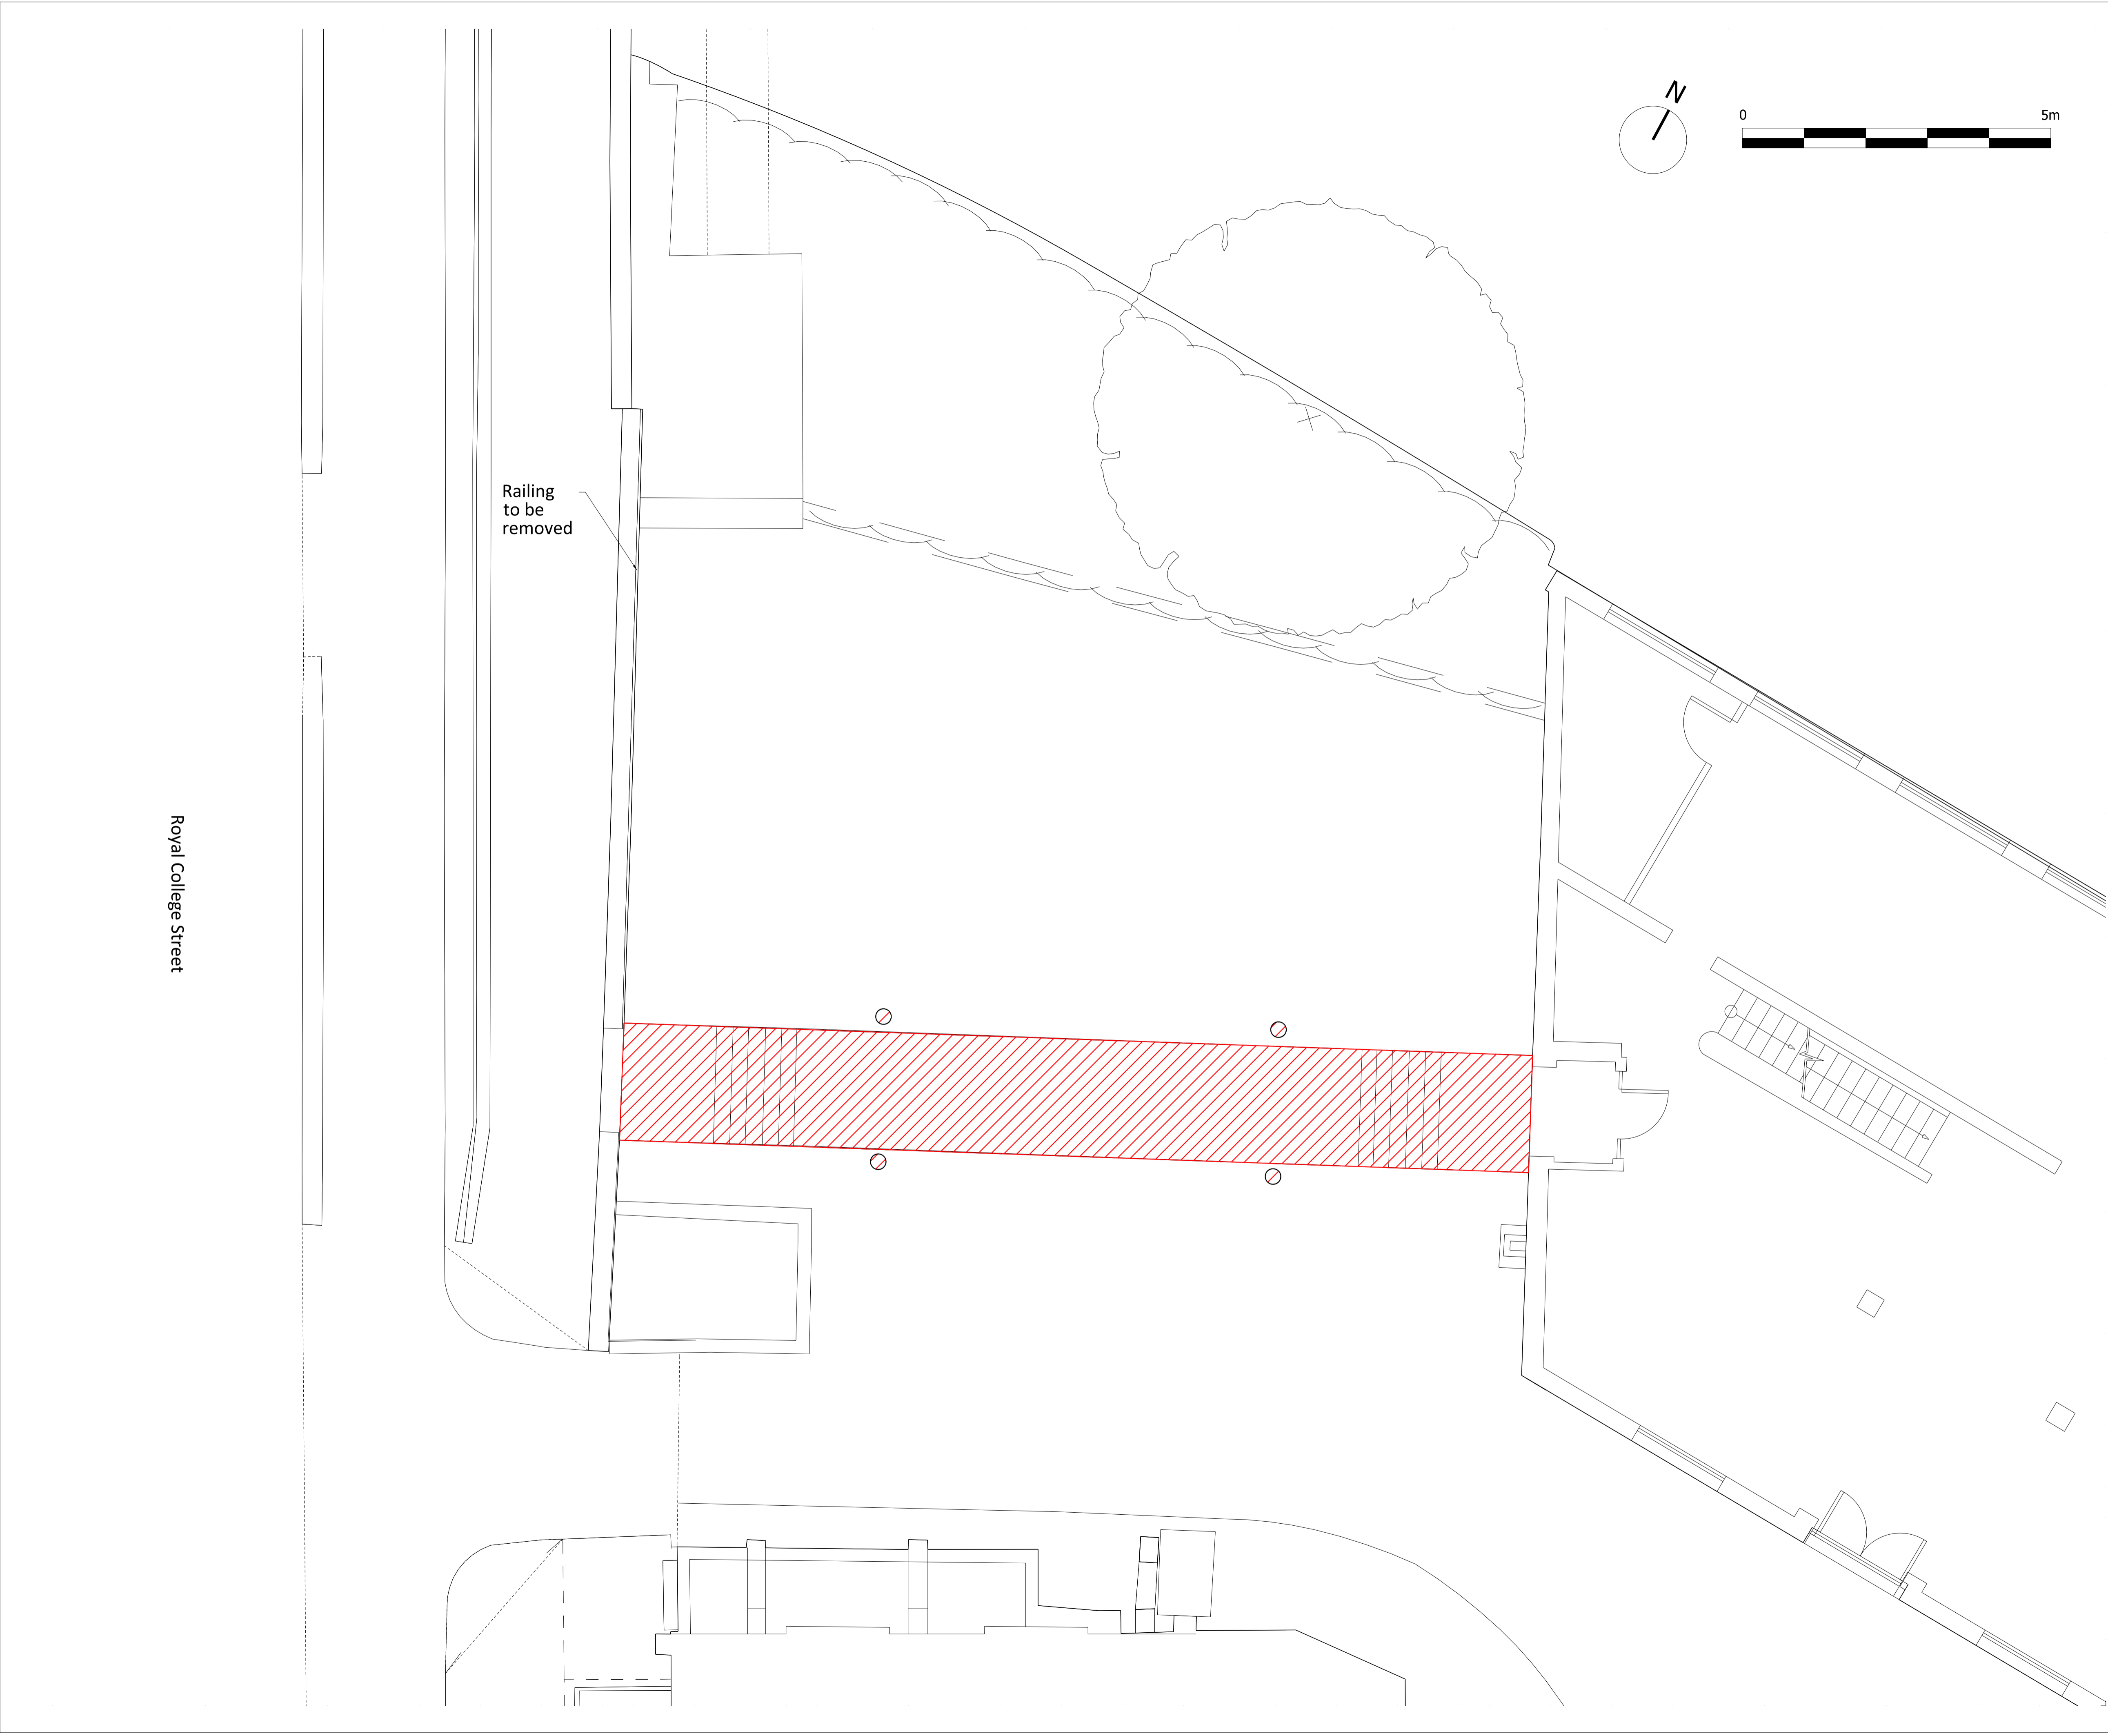 N
0 5m
Railing
to be
removed
Royal College Street